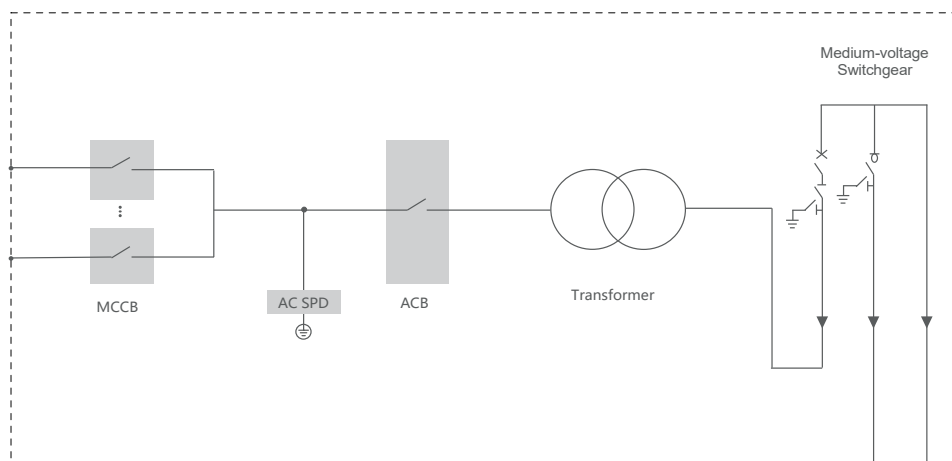 Medium-voltage
Switchgear
MCCB
AC SPD
ACB
Transformer